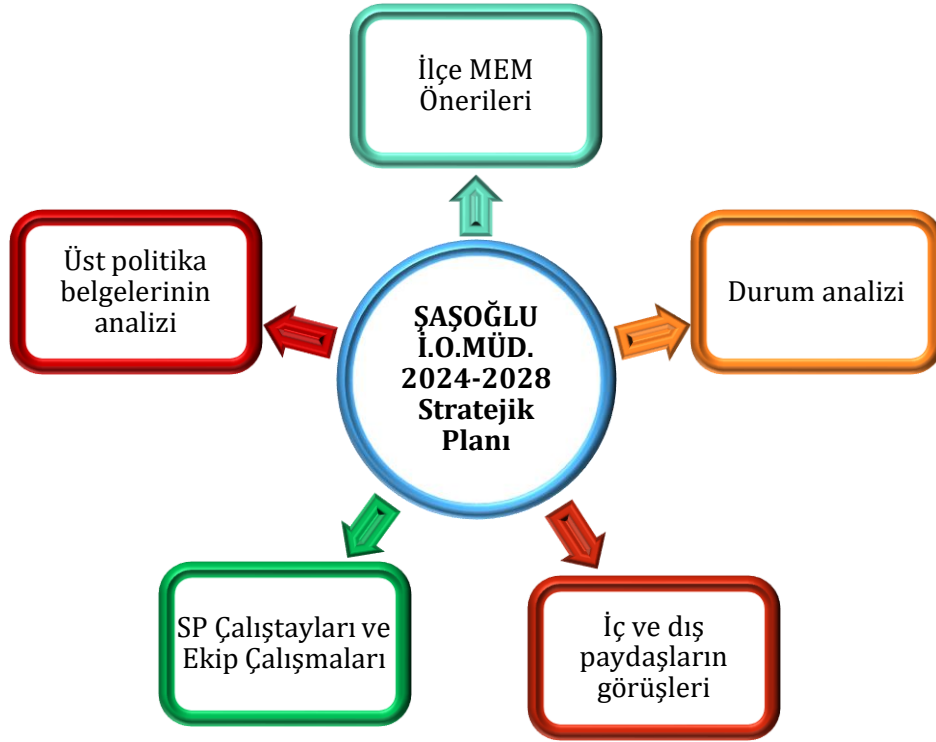 İlçe MEM
Önerileri
Üst politika
belgelerinin
analizi
Durum analizi
ŞAŞOĞLU
İ.O.MÜD.
2024-2028
Stratejik
Planı
SP Çalıştayları ve
Ekip Çalışmaları
İç ve dış
paydaşların
görüşleri